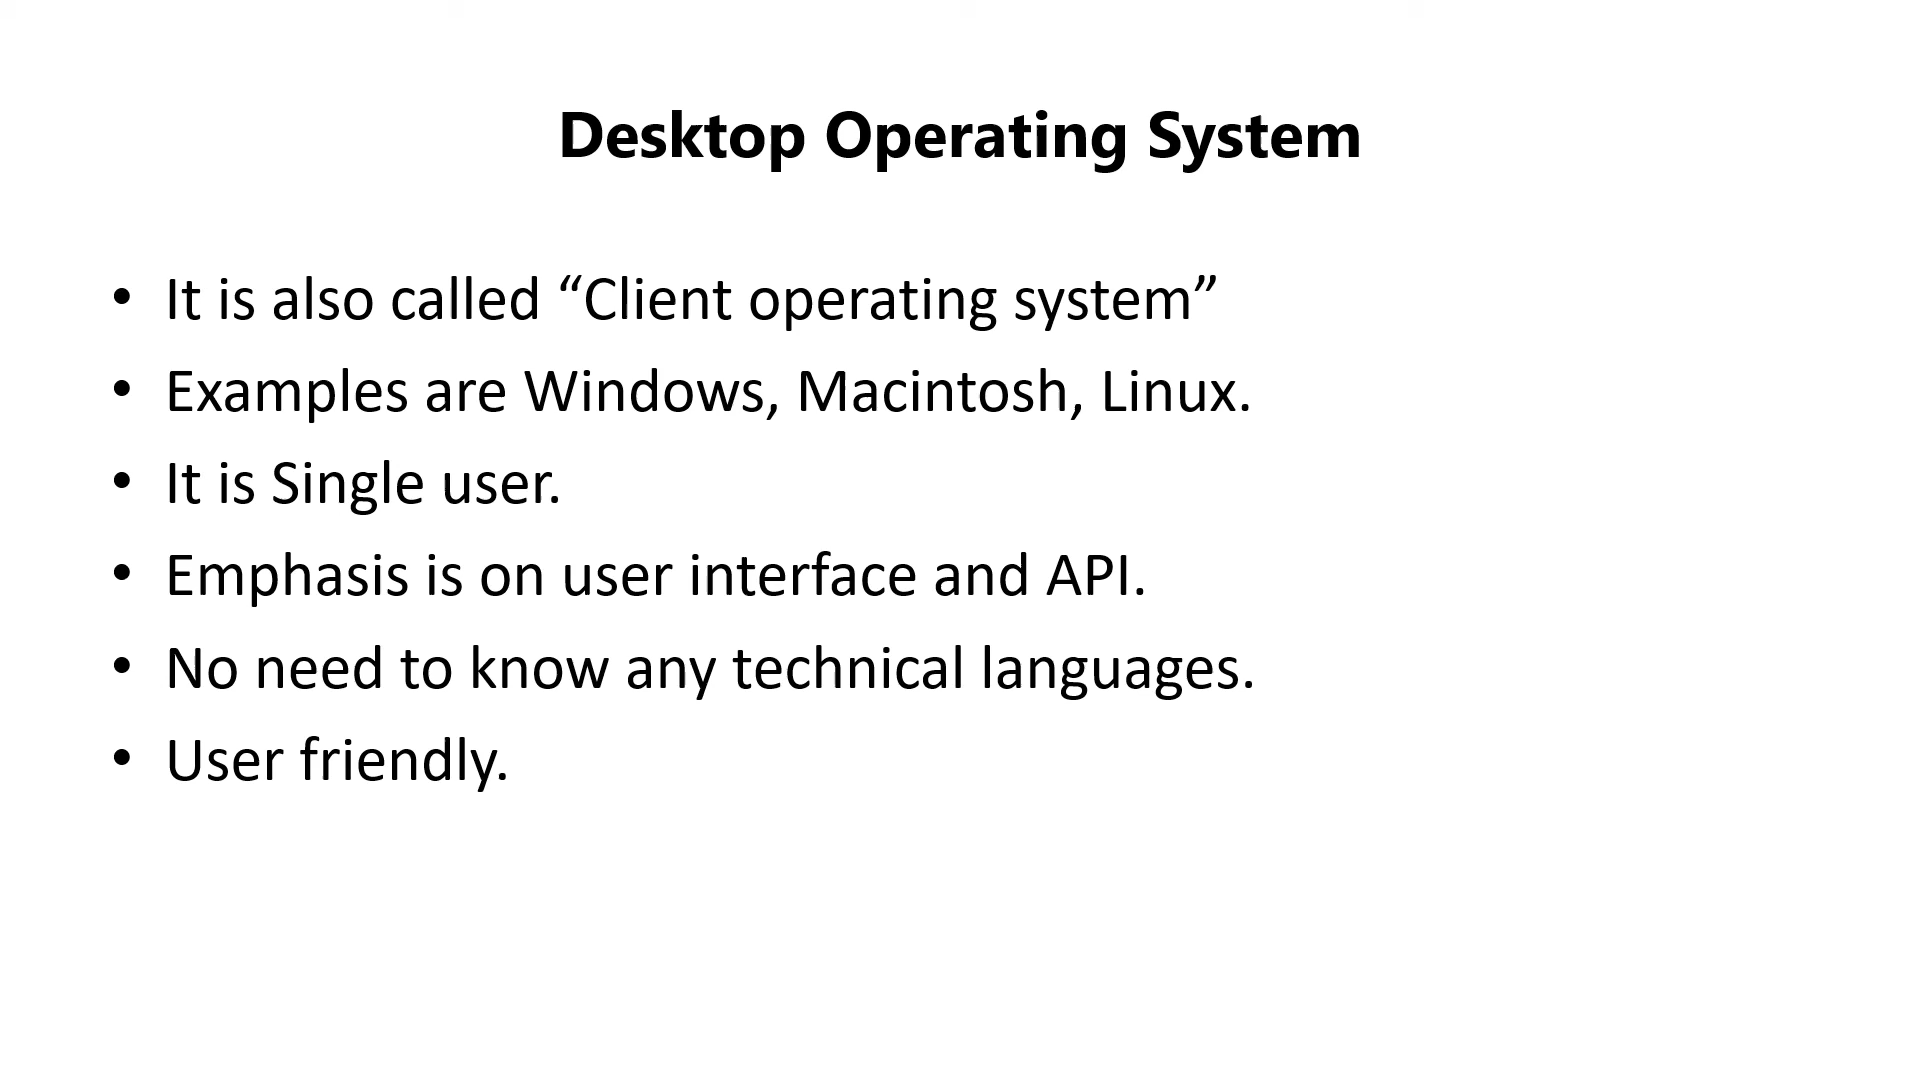 Desktop Operating System
• It is also called “Client operating system”
• Examples are Windows, Macintosh, Linux.
• It is Single user.
• Emphasis is on user interface and API.
• No need to know any technical languages.
• User friendly.